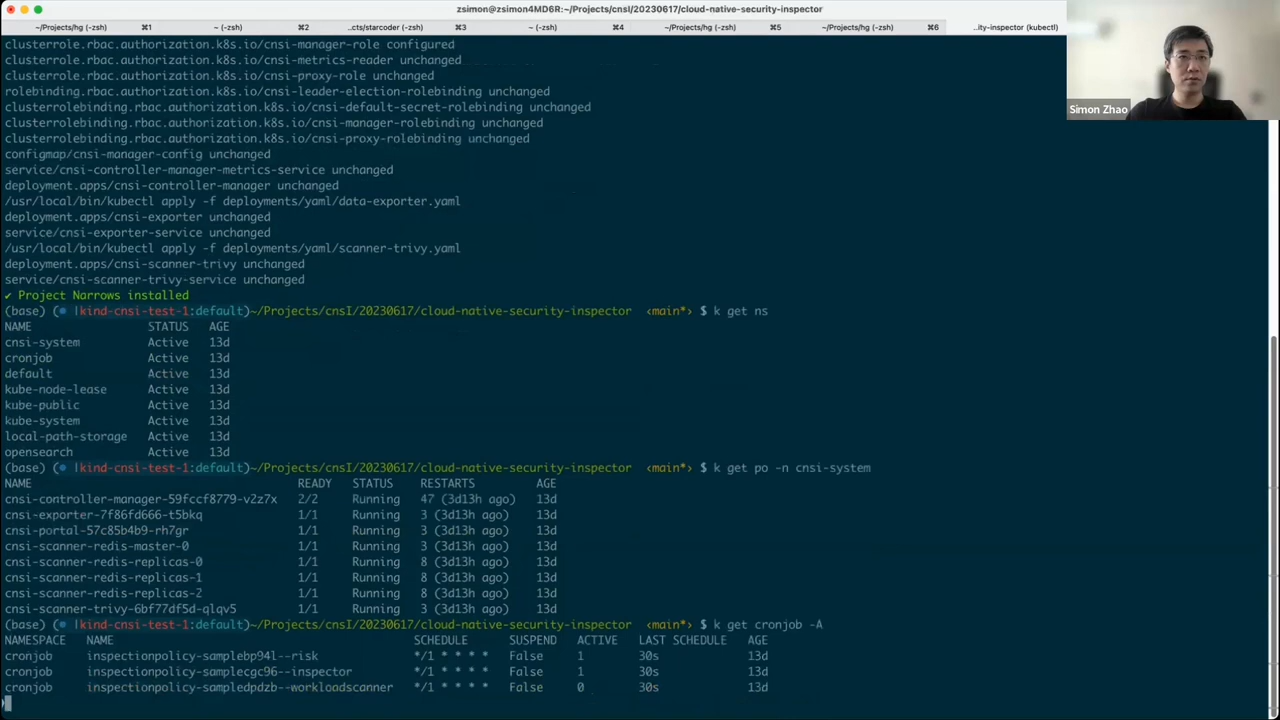 zsimon@zsimon4MD6R:~/Projects/cnsI/20230617/cloud-native-security-inspector
~/Projects/hg (-zsh) ⌘1 ~ (-zsh) ⌘2 ..cts/starcoder (-zsh) ⌘3 ~ (-zsh) ⌘4 ~/Projects/hg (-zsh) ⌘5 ~/Projects/hg (-zsh) ⌘6 ..ity-inspector (kubectl)
clusterrole.rbac.authorization.k8s.io/cnsi-manager-role configured
clusterrole.rbac.authorization.k8s.io/cnsi-metrics-reader unchanged
clusterrole.rbac.authorization.k8s.io/cnsi-proxy-role unchanged
rolebinding.rbac.authorization.k8s.io/cnsi-leader-election-rolebinding unchanged
clusterrolebinding.rbac.authorization.k8s.io/cnsi-default-secret-rolebinding unchanged
clusterrolebinding.rbac.authorization.k8s.io/cnsi-manager-rolebinding unchanged
clusterrolebinding.rbac.authorization.k8s.io/cnsi-proxy-rolebinding unchanged
configmap/cnsi-manager-config unchanged
service/cnsi-controller-manager-metrics-service unchanged
deployment.apps/cnsi-controller-manager unchanged
/usr/local/bin/kubectl apply -f deployments/yaml/data-exporter.yaml
deployment.apps/cnsi-exporter unchanged
service/cnsi-exporter-service unchanged
/usr/local/bin/kubectl apply -f deployments/yaml/scanner-trivy.yaml
deployment.apps/cnsi-scanner-trivy unchanged
service/cnsi-scanner-trivy-service unchanged
✔ Project Narrows installed
(base) (● |kind-cnsi-test-1:default)~/Projects/cnsI/20230617/cloud-native-security-inspector ‹main*› $ k get ns
NAME STATUS AGE
cnsi-system Active 13d
cronjob Active 13d
default Active 13d
kube-node-lease Active 13d
kube-public Active 13d
kube-system Active 13d
local-path-storage Active 13d
opensearch Active 13d
(base) (● |kind-cnsi-test-1:default)~/Projects/cnsI/20230617/cloud-native-security-inspector ‹main*› $ k get po -n cnsi-system
NAME READY STATUS RESTARTS AGE
cnsi-controller-manager-59fccf8779-v2z7x 2/2 Running 47 (3d13h ago) 13d
cnsi-exporter-7f86fd666-t5bkq 1/1 Running 3 (3d13h ago) 13d
cnsi-portal-57c85b4b9-rh7gr 1/1 Running 3 (3d13h ago) 13d
cnsi-scanner-redis-master-0 1/1 Running 3 (3d13h ago) 13d
cnsi-scanner-redis-replicas-0 1/1 Running 8 (3d13h ago) 13d
cnsi-scanner-redis-replicas-1 1/1 Running 8 (3d13h ago) 13d
cnsi-scanner-redis-replicas-2 1/1 Running 8 (3d13h ago) 13d
cnsi-scanner-trivy-6bf77df5d-qlqv5 1/1 Running 3 (3d13h ago) 13d
(base) (● |kind-cnsi-test-1:default)~/Projects/cnsI/20230617/cloud-native-security-inspector ‹main*› $ k get cronjob -A
NAMESPACE NAME SCHEDULE SUSPEND ACTIVE LAST SCHEDULE AGE
cronjob inspectionpolicy-samplebp94l--risk */1 * * * * False 1 30s 13d
cronjob inspectionpolicy-samplecgc96--inspector */1 * * * * False 1 30s 13d
cronjob inspectionpolicy-sampledpdzb--workloadscanner */1 * * * * False 0 30s 13d
Simon Zhao